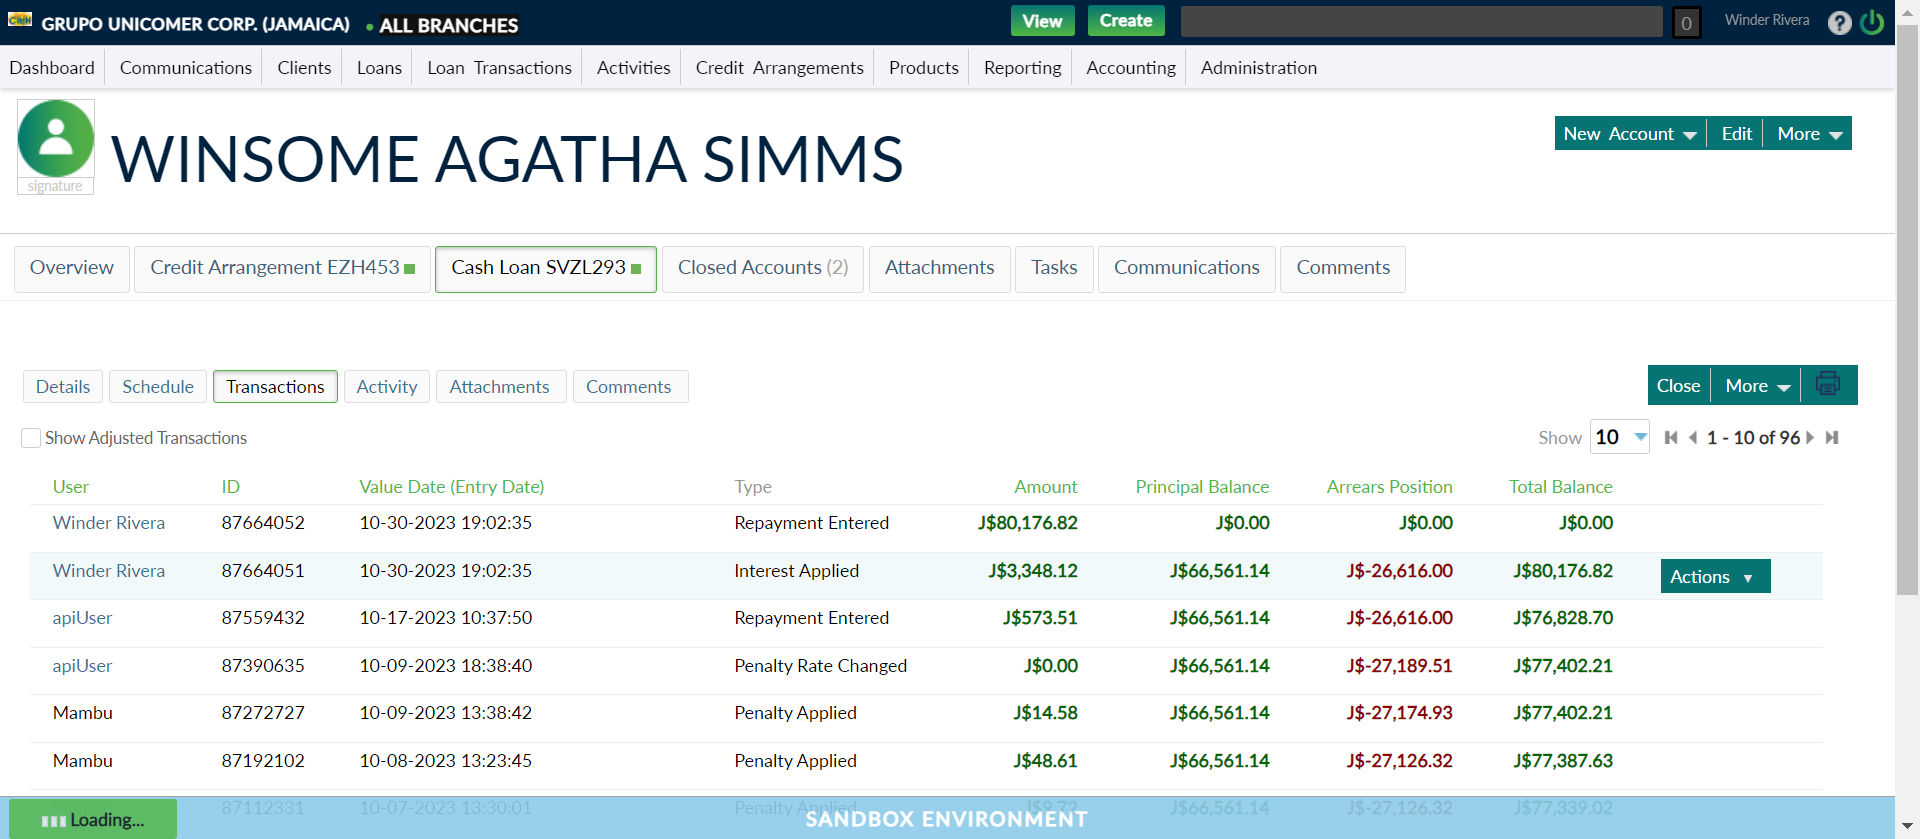 GRUPO UNICOMER CORP. (JAMAICA) ALL BRANCHES View Create 0 Winder Rivera ?
Dashboard Communications Clients Loans Loan Transactions Activities Credit Arrangements Products Reporting Accounting Administration
WINSOME AGATHA SIMMS
signature
New Account Edit More
Overview Credit Arrangement EZH453 Cash Loan SVZL293 Closed Accounts (2) Attachments Tasks Communications Comments
Details Schedule Transactions Activity Attachments Comments Close More
Show Adjusted Transactions Show 10 1 - 10 of 96
User ID Value Date (Entry Date) Type Amount Principal Balance Arrears Position Total Balance
Winder Rivera 87664052 10-30-2023 19:02:35 Repayment Entered J$80,176.82 J$0.00 J$0.00 J$0.00
Winder Rivera 87664051 10-30-2023 19:02:35 Interest Applied J$3,348.12 J$66,561.14 J$-26,616.00 J$80,176.82 Actions
apiUser 87559432 10-17-2023 10:37:50 Repayment Entered J$573.51 J$66,561.14 J$-26,616.00 J$76,828.70
apiUser 87390635 10-09-2023 18:38:40 Penalty Rate Changed J$0.00 J$66,561.14 J$-27,189.51 J$77,402.21
Mambu 87272727 10-09-2023 13:38:42 Penalty Applied J$14.58 J$66,561.14 J$-27,174.93 J$77,402.21
Mambu 87192102 10-08-2023 13:23:45 Penalty Applied J$48.61 J$66,561.14 J$-27,126.32 J$77,387.63
Mambu 87112331 10-07-2023 13:30:01 Penalty Applied J$9.72 J$66,561.14 J$-27,126.32 J$77,339.02
Loading... SANDBOX ENVIRONMENT